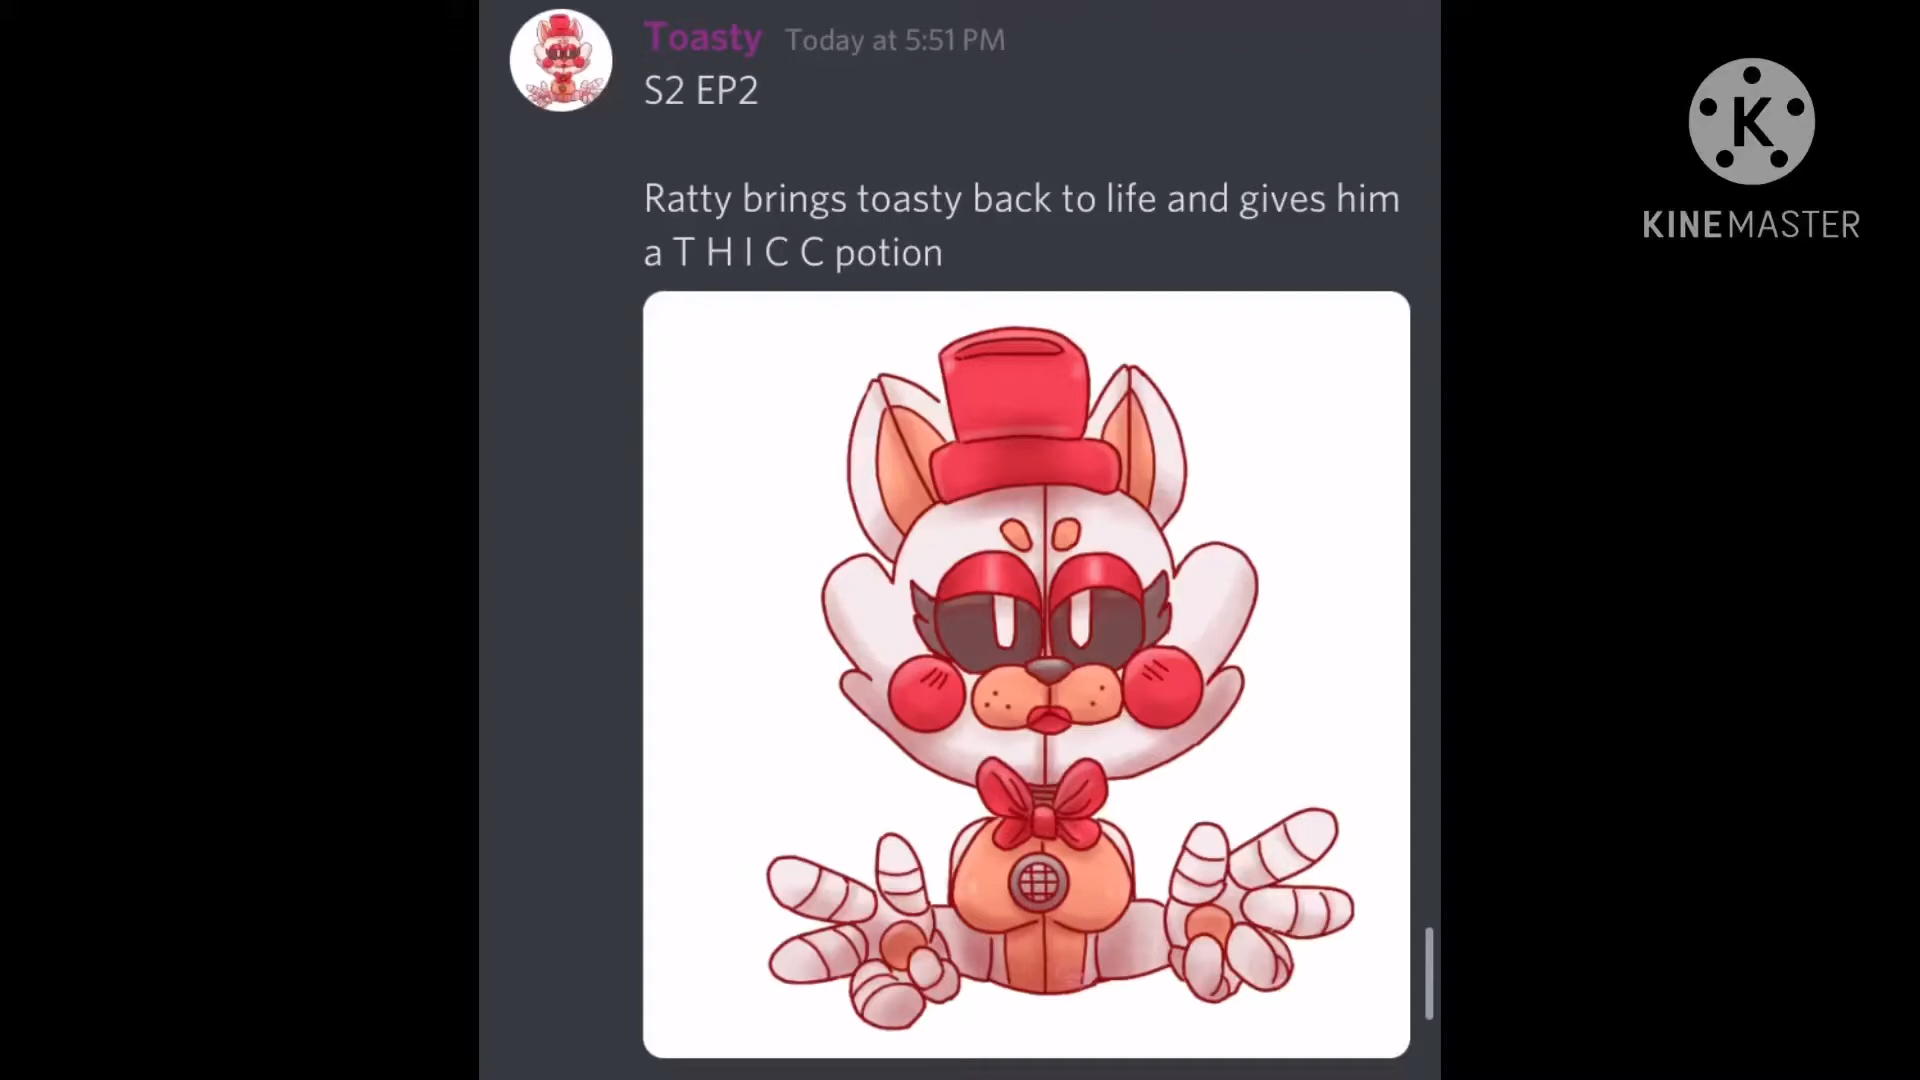 Toasty Today at 5:51 PM
S2 EP2
Ratty brings toasty back to life and gives him
a T H I C C potion
K
KINEMASTER